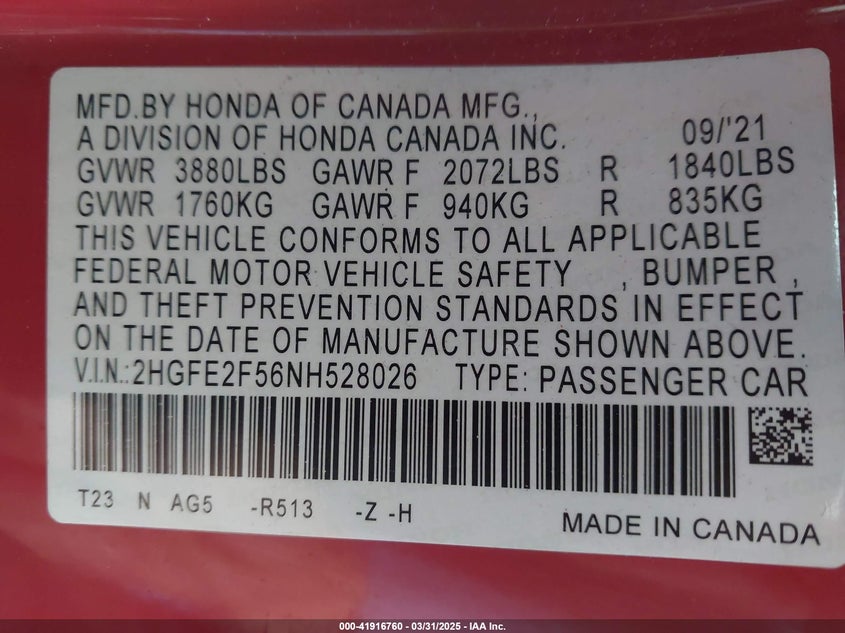 MFD.BY HONDA OF CANADA MFG.,
A DIVISION OF HONDA CANADA INC. 09/'21
GVWR 3880LBS GAWR F 2072LBS R 1840LBS
GVWR 1760KG GAWR F 940KG R 835KG
THIS VEHICLE CONFORMS TO ALL APPLICABLE
FEDERAL MOTOR VEHICLE SAFETY , BUMPER ,
AND THEFT PREVENTION STANDARDS IN EFFECT
ON THE DATE OF MANUFACTURE SHOWN ABOVE.
V.I.N.:2HGFE2F56NH528026 TYPE: PASSENGER CAR
T23 N AG5 -R513 -Z -H
MADE IN CANADA
000-41916760 — 03/31/2025 — IAA Inc.